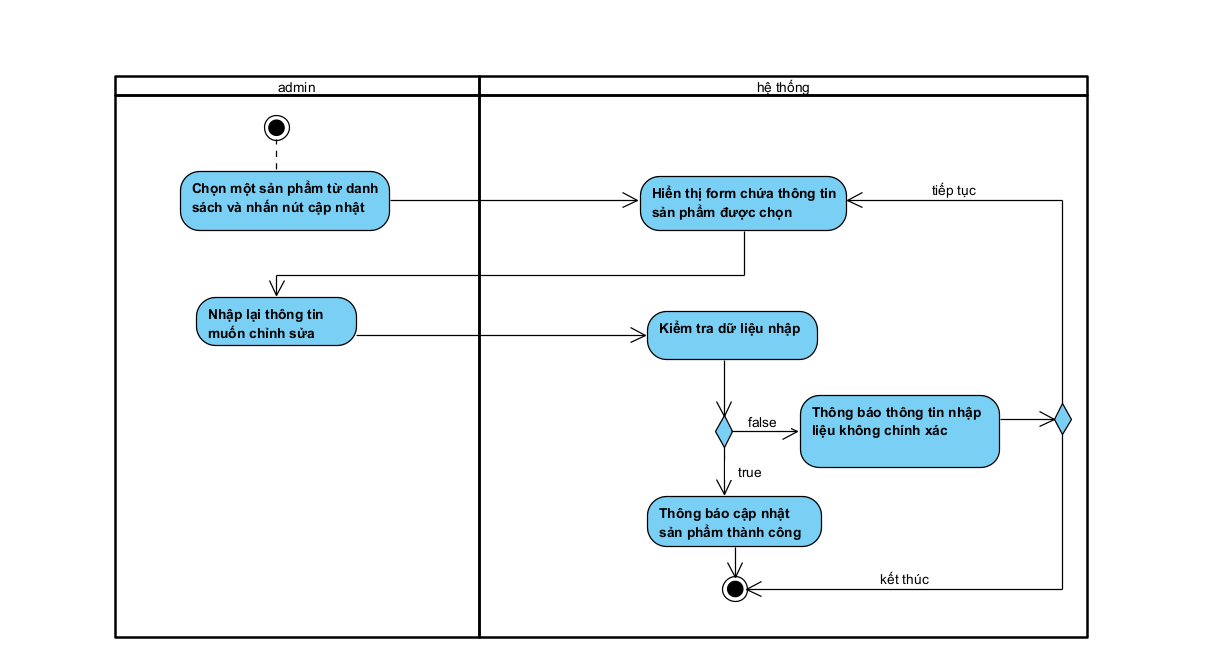 admin
hệ thống
Chọn một sản phẩm từ danh
sách và nhấn nút cập nhật
Hiển thị form chứa thông tin
sản phẩm được chọn
tiếp tục
Nhập lại thông tin
muốn chỉnh sửa
Kiểm tra dữ liệu nhập
false
Thông báo thông tin nhập
liệu không chính xác
true
Thông báo cập nhật
sản phẩm thành công
kết thúc